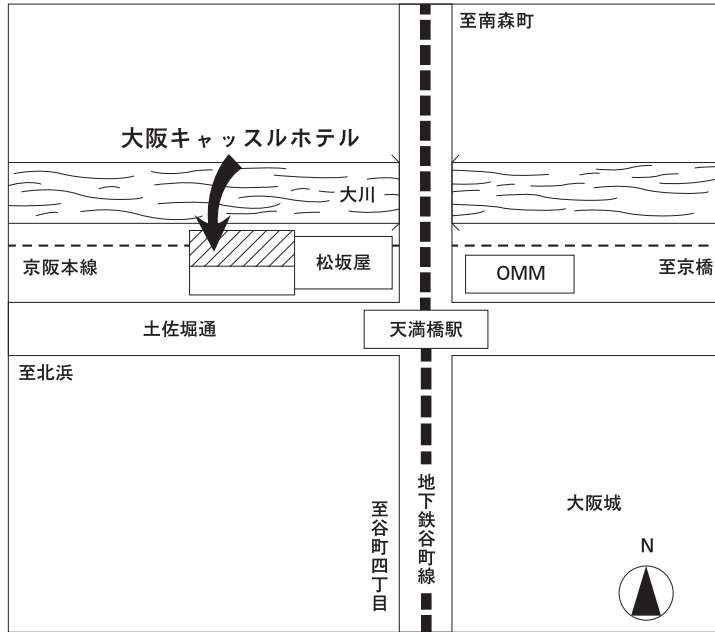 至南森町
大阪キャッスルホテル
大川
京阪本線
松坂屋
OMM
至京橋
土佐堀通
天満橋駅
至北浜
地下鉄谷町線
至谷町四丁目
大阪城
N